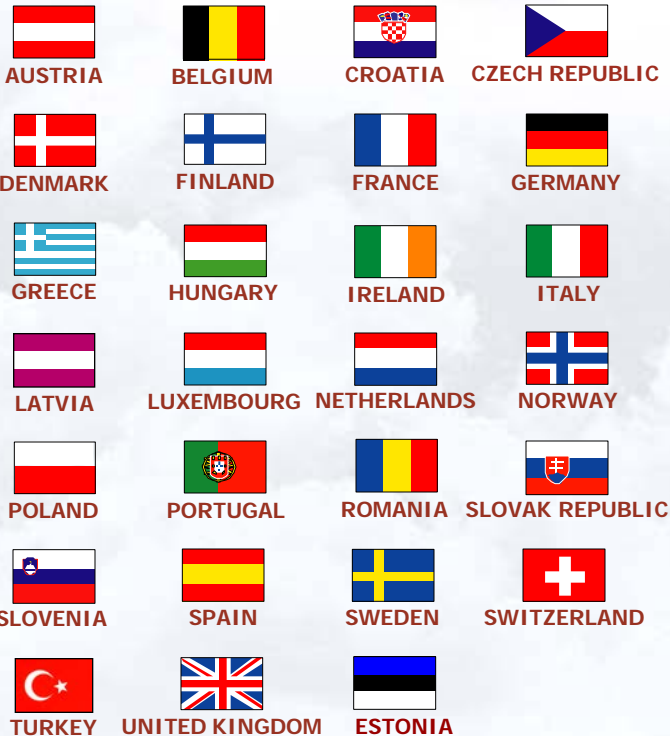 AUSTRIA BELGIUM CROATIA CZECH REPUBLIC
DENMARK FINLAND FRANCE GERMANY
GREECE HUNGARY IRELAND ITALY
LATVIA LUXEMBOURG NETHERLANDS NORWAY
POLAND PORTUGAL ROMANIA SLOVAK REPUBLIC
SLOVENIA SPAIN SWEDEN SWITZERLAND
TURKEY UNITED KINGDOM ESTONIA